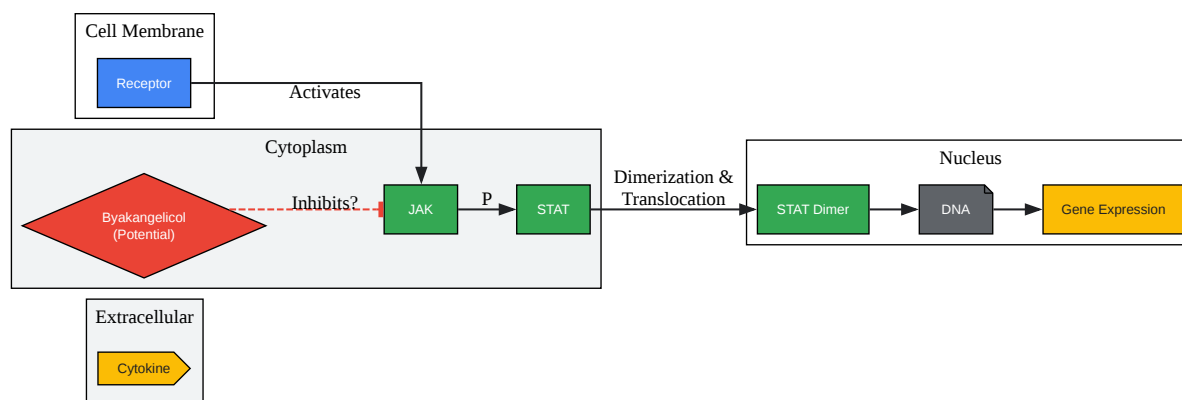 Cell Membrane
Receptor
Activates
Cytoplasm
Byakangelicol
(Potential)
Inhibits?
JAK
P
STAT
Dimerization &
Translocation
Nucleus
STAT Dimer
DNA
Gene Expression
Extracellular
Cytokine